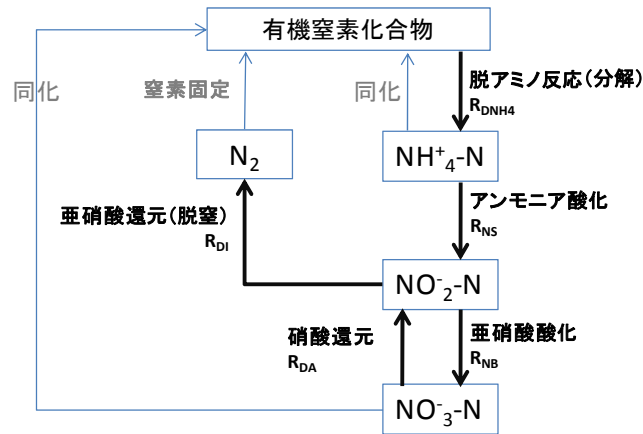 有機窒素化合物
同化
窒素固定
同化
脱アミノ反応(分解)
RDNH4
N2
NH+4-N
アンモニア酸化
RNS
亜硝酸還元(脱窒)
RDI
NO-2-N
硝酸還元
RDA
亜硝酸酸化
RNB
NO-3-N